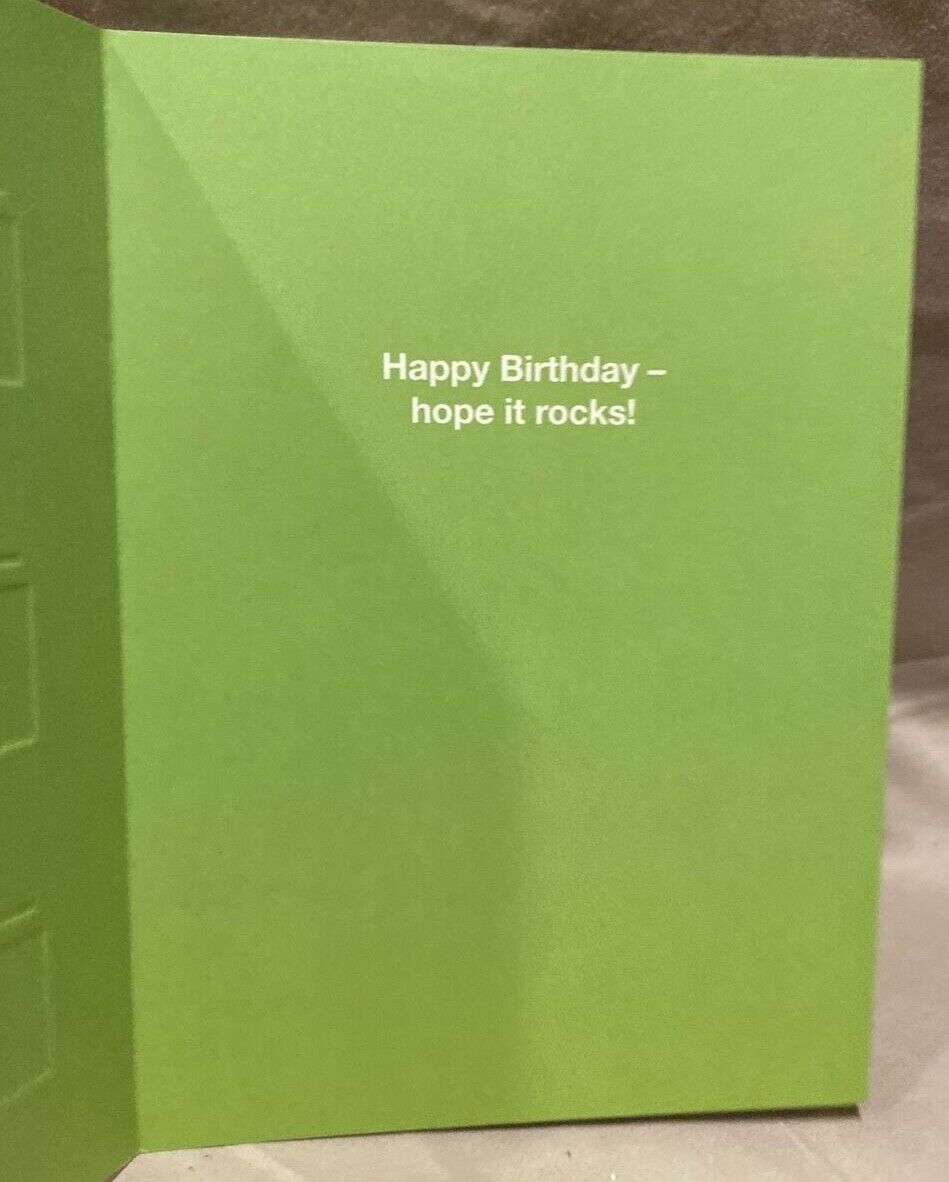 Happy Birthday –
hope it rocks!